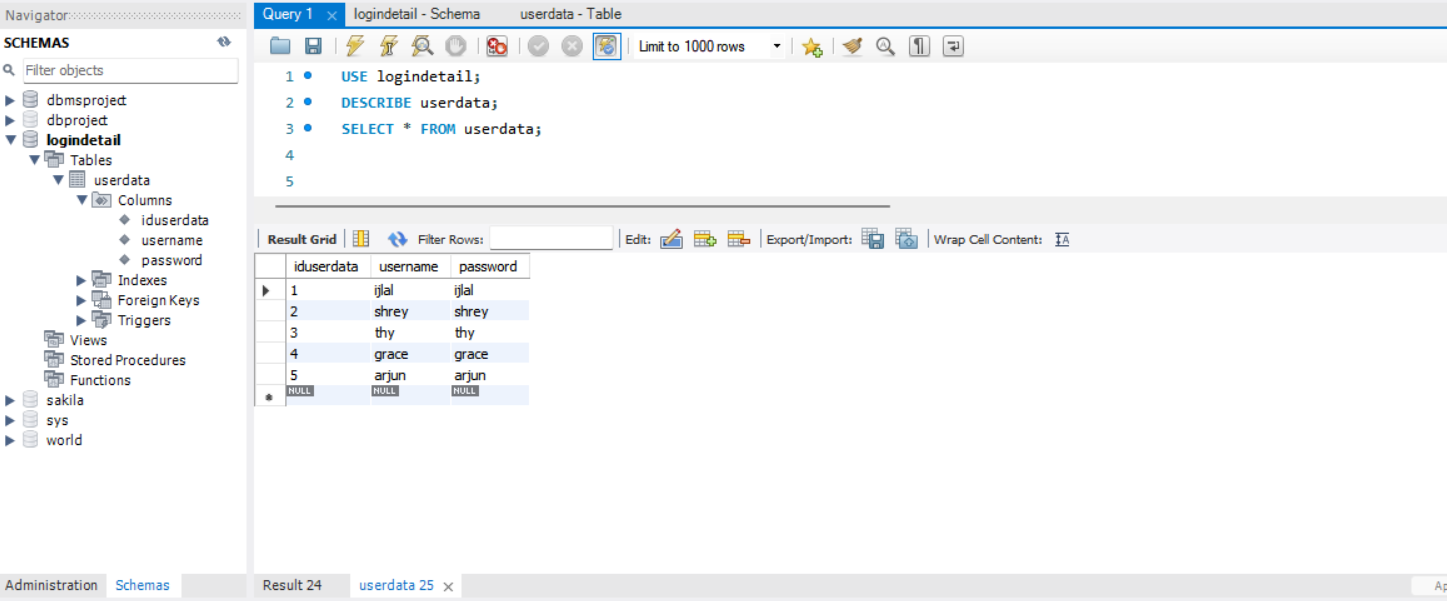 Navigator
SCHEMAS
Filter objects
dbmsproject
dbproject
logindetail
Tables
userdata
Columns
iduserdata
username
password
Indexes
Foreign Keys
Triggers
Views
Stored Procedures
Functions
sakila
sys
world
Administration Schemas
Query 1 logindetail - Schema userdata - Table
Limit to 1000 rows
1 USE logindetail;
2 DESCRIBE userdata;
3 SELECT * FROM userdata;
4
5
Result Grid Filter Rows: Edit: Export/Import: Wrap Cell Content:
iduserdata username password
1 ijlal ijlal
2 shrey shrey
3 thy thy
4 grace grace
5 arjun arjun
NULL NULL NULL
Result 24 userdata 25